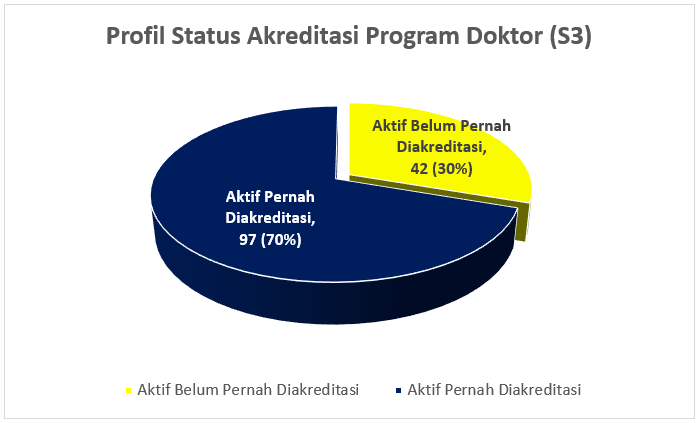 Profil Status Akreditasi Program Doktor (S3)
Aktif Belum Pernah
Diakreditasi,
42 (30%)
Aktif Pernah
Diakreditasi,
97 (70%)
Aktif Belum Pernah Diakreditasi
Aktif Pernah Diakreditasi